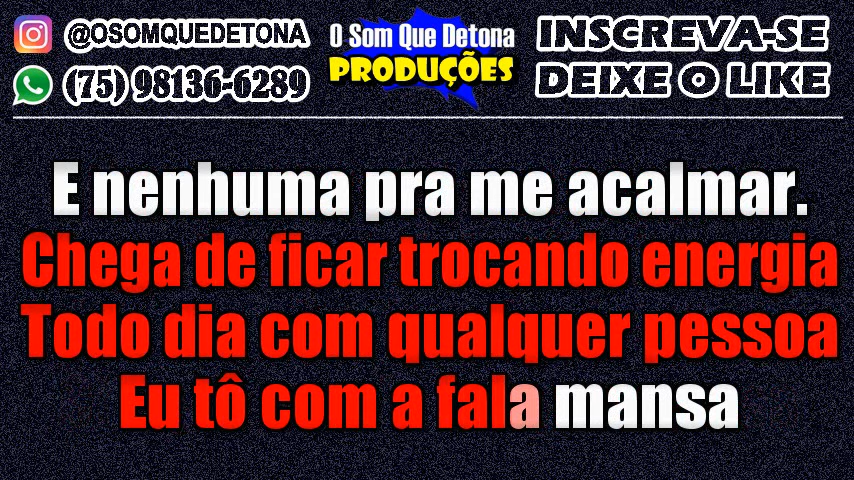 @OSOMQUEDETONA
(75) 98136-6289
O Som Que Detona
PRODUÇÕES
INSCREVA-SE
DEIXE O LIKE
E nenhuma pra me acalmar.
Chega de ficar trocando energia
Todo dia com qualquer pessoa
Eu tô com a fala mansa